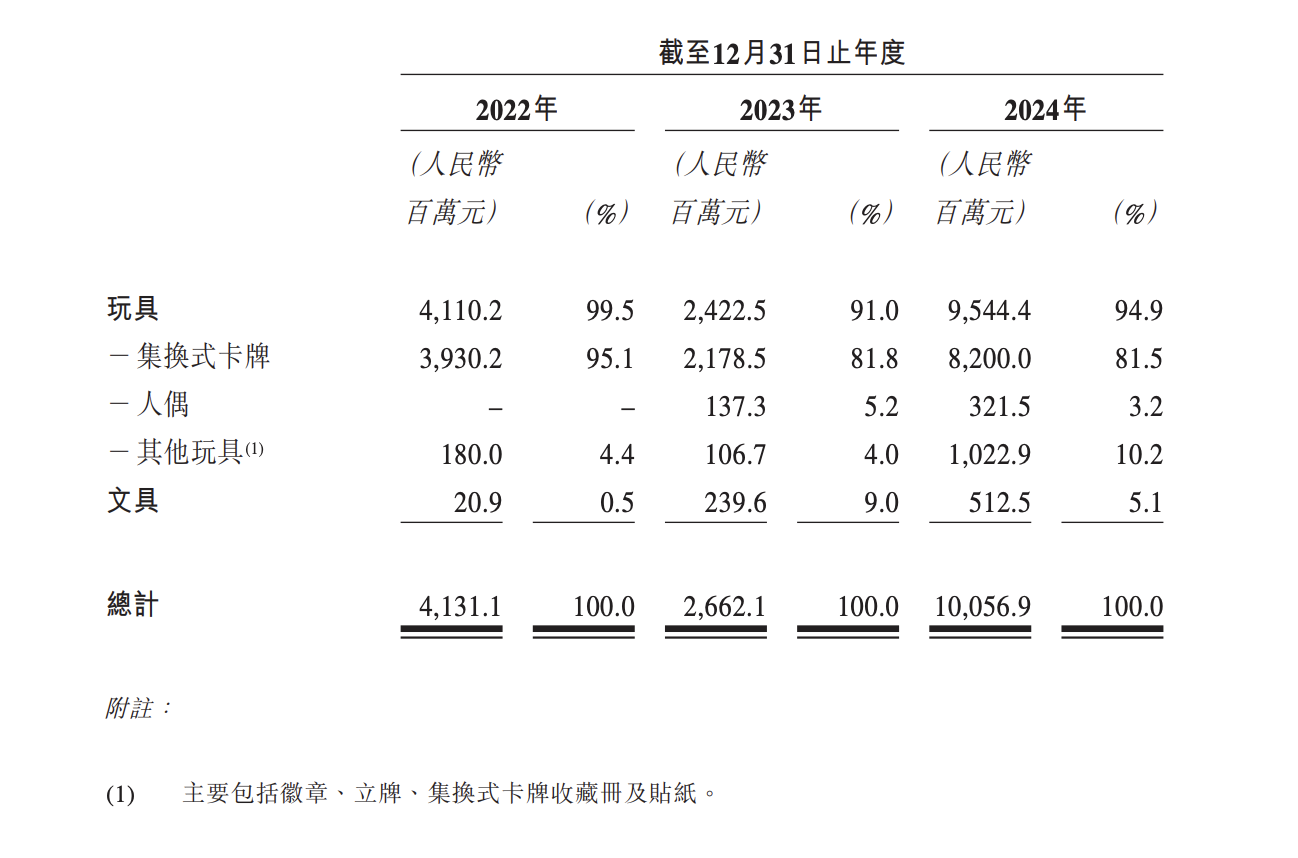 截至12月31日止年度
2022年 2023年 2024年
(人民幣 (人民幣 (人民幣
百萬元) (%) 百萬元) (%) 百萬元) (%)
玩具 4,110.2 99.5 2,422.5 91.0 9,544.4 94.9
－集換式卡牌 3,930.2 95.1 2,178.5 81.8 8,200.0 81.5
－人偶 – – 137.3 5.2 321.5 3.2
－其他玩具(1) 180.0 4.4 106.7 4.0 1,022.9 10.2
文具 20.9 0.5 239.6 9.0 512.5 5.1
總計 4,131.1 100.0 2,662.1 100.0 10,056.9 100.0
附註：
(1) 主要包括徽章、立牌、集換式卡牌收藏冊及貼紙。